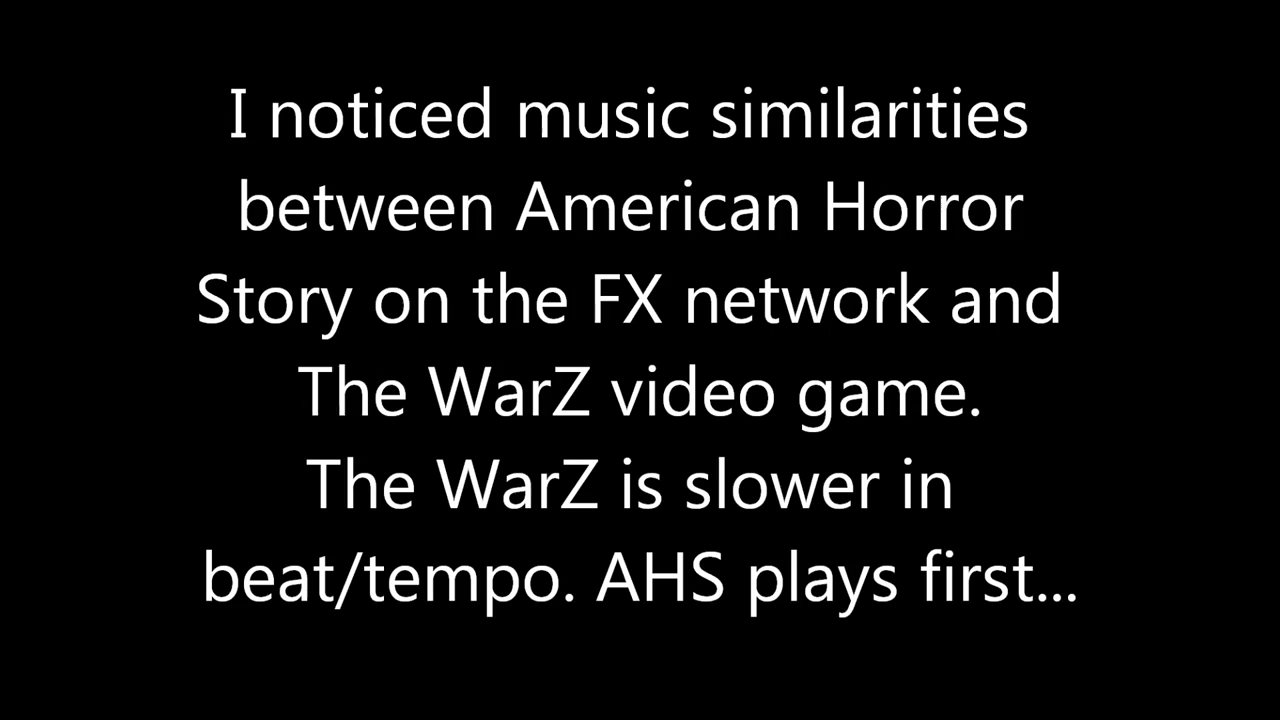 I noticed music similarities
between American Horror
Story on the FX network and
The WarZ video game.
The WarZ is slower in
beat/tempo. AHS plays first...